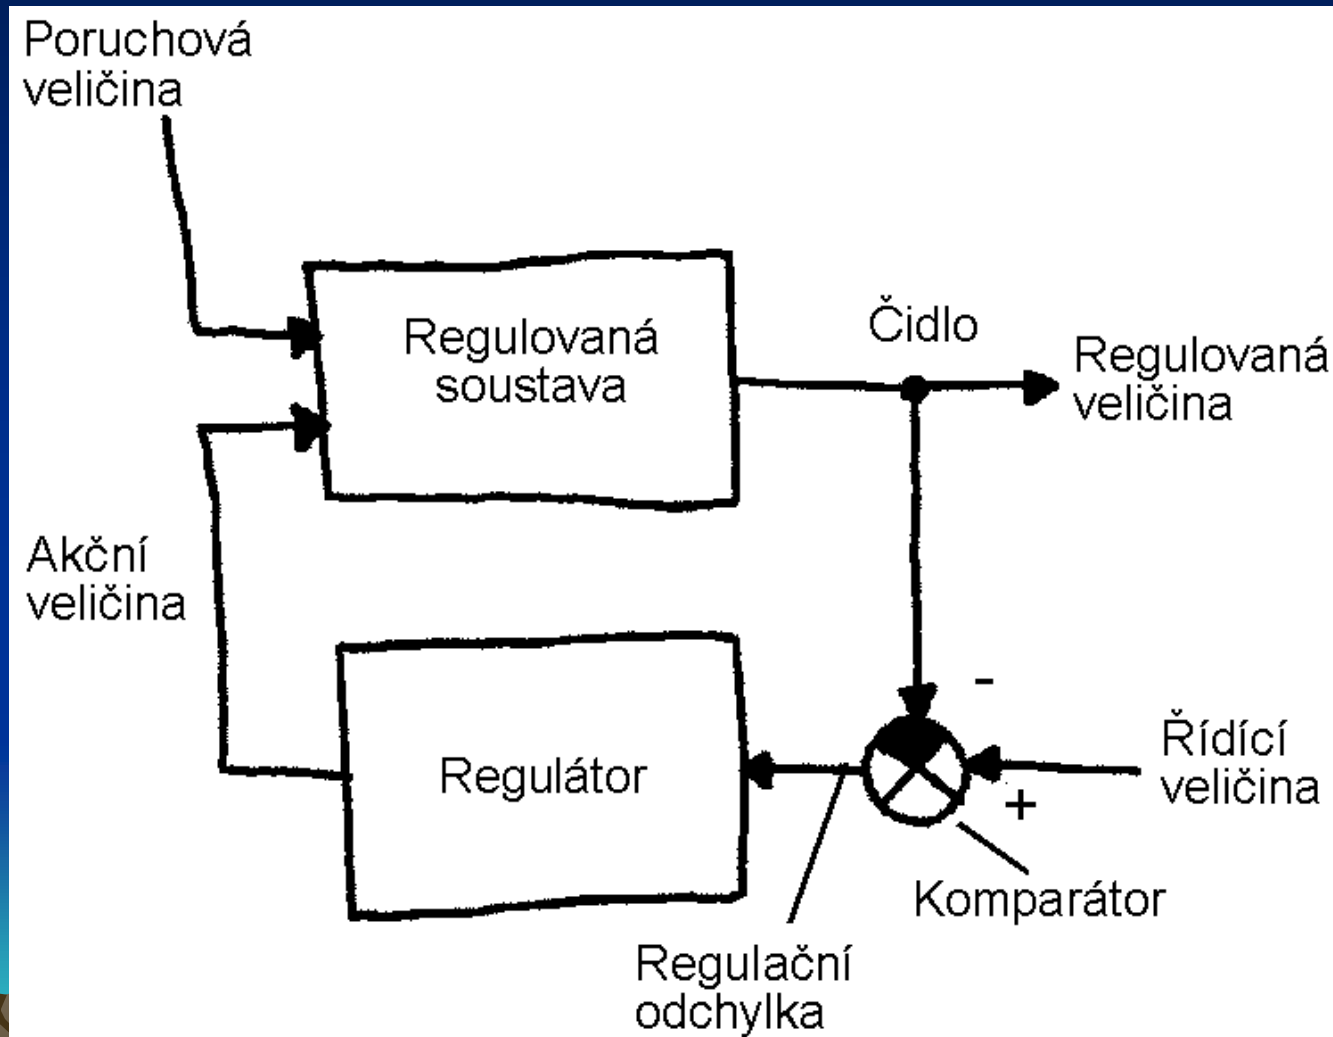 Poruchová
veličina
Regulovaná
soustava
Čidlo
Regulovaná
veličina
Akční
veličina
-
Regulátor
+
Řídící
veličina
Komparátor
Regulační
odchylka